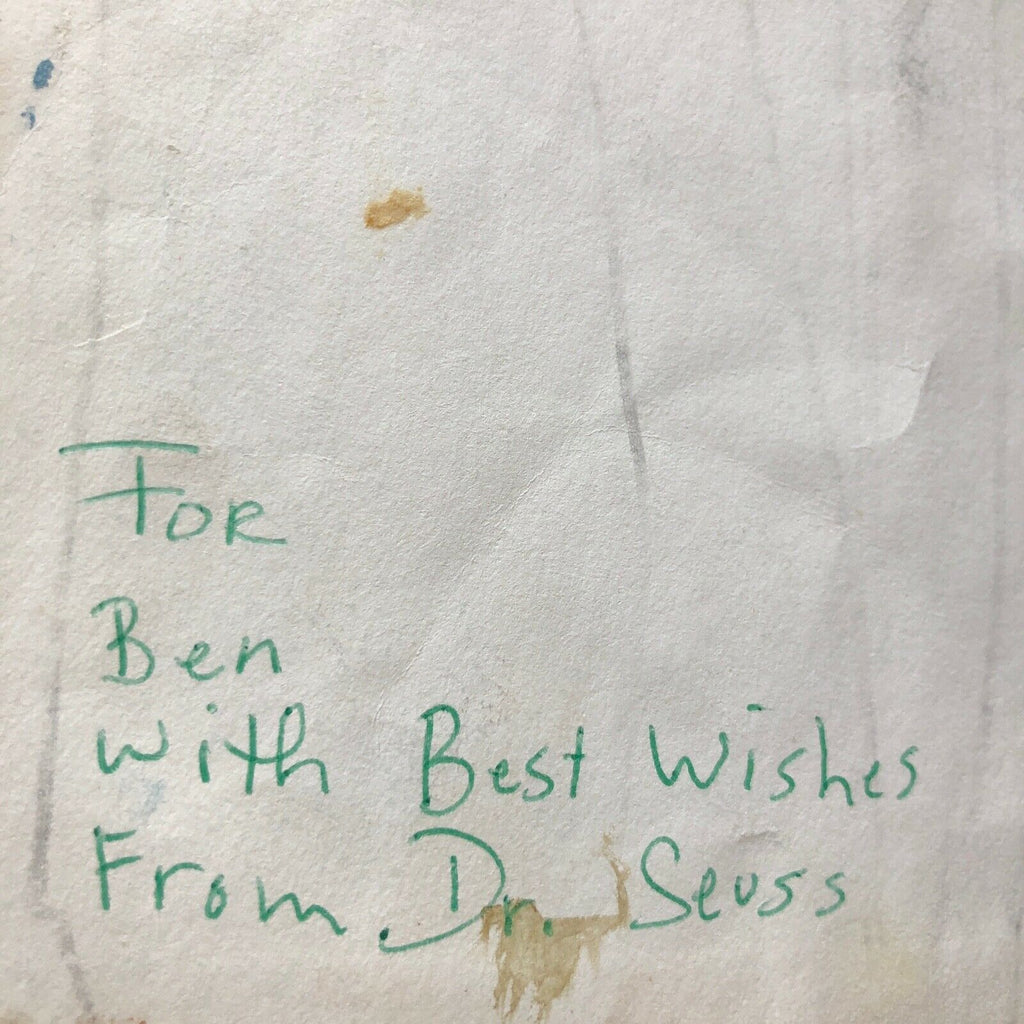 FOR
Ben
with Best Wishes
From Dr. Seuss